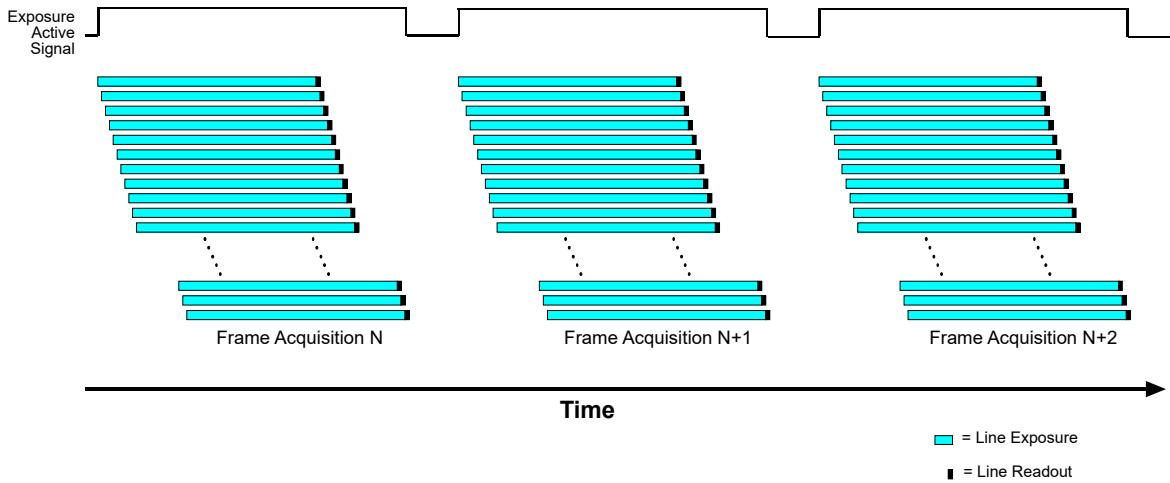 Exposure
Active
Signal
Frame Acquisition N
Frame Acquisition N+1
Frame Acquisition N+2
Time
= Line Exposure
= Line Readout